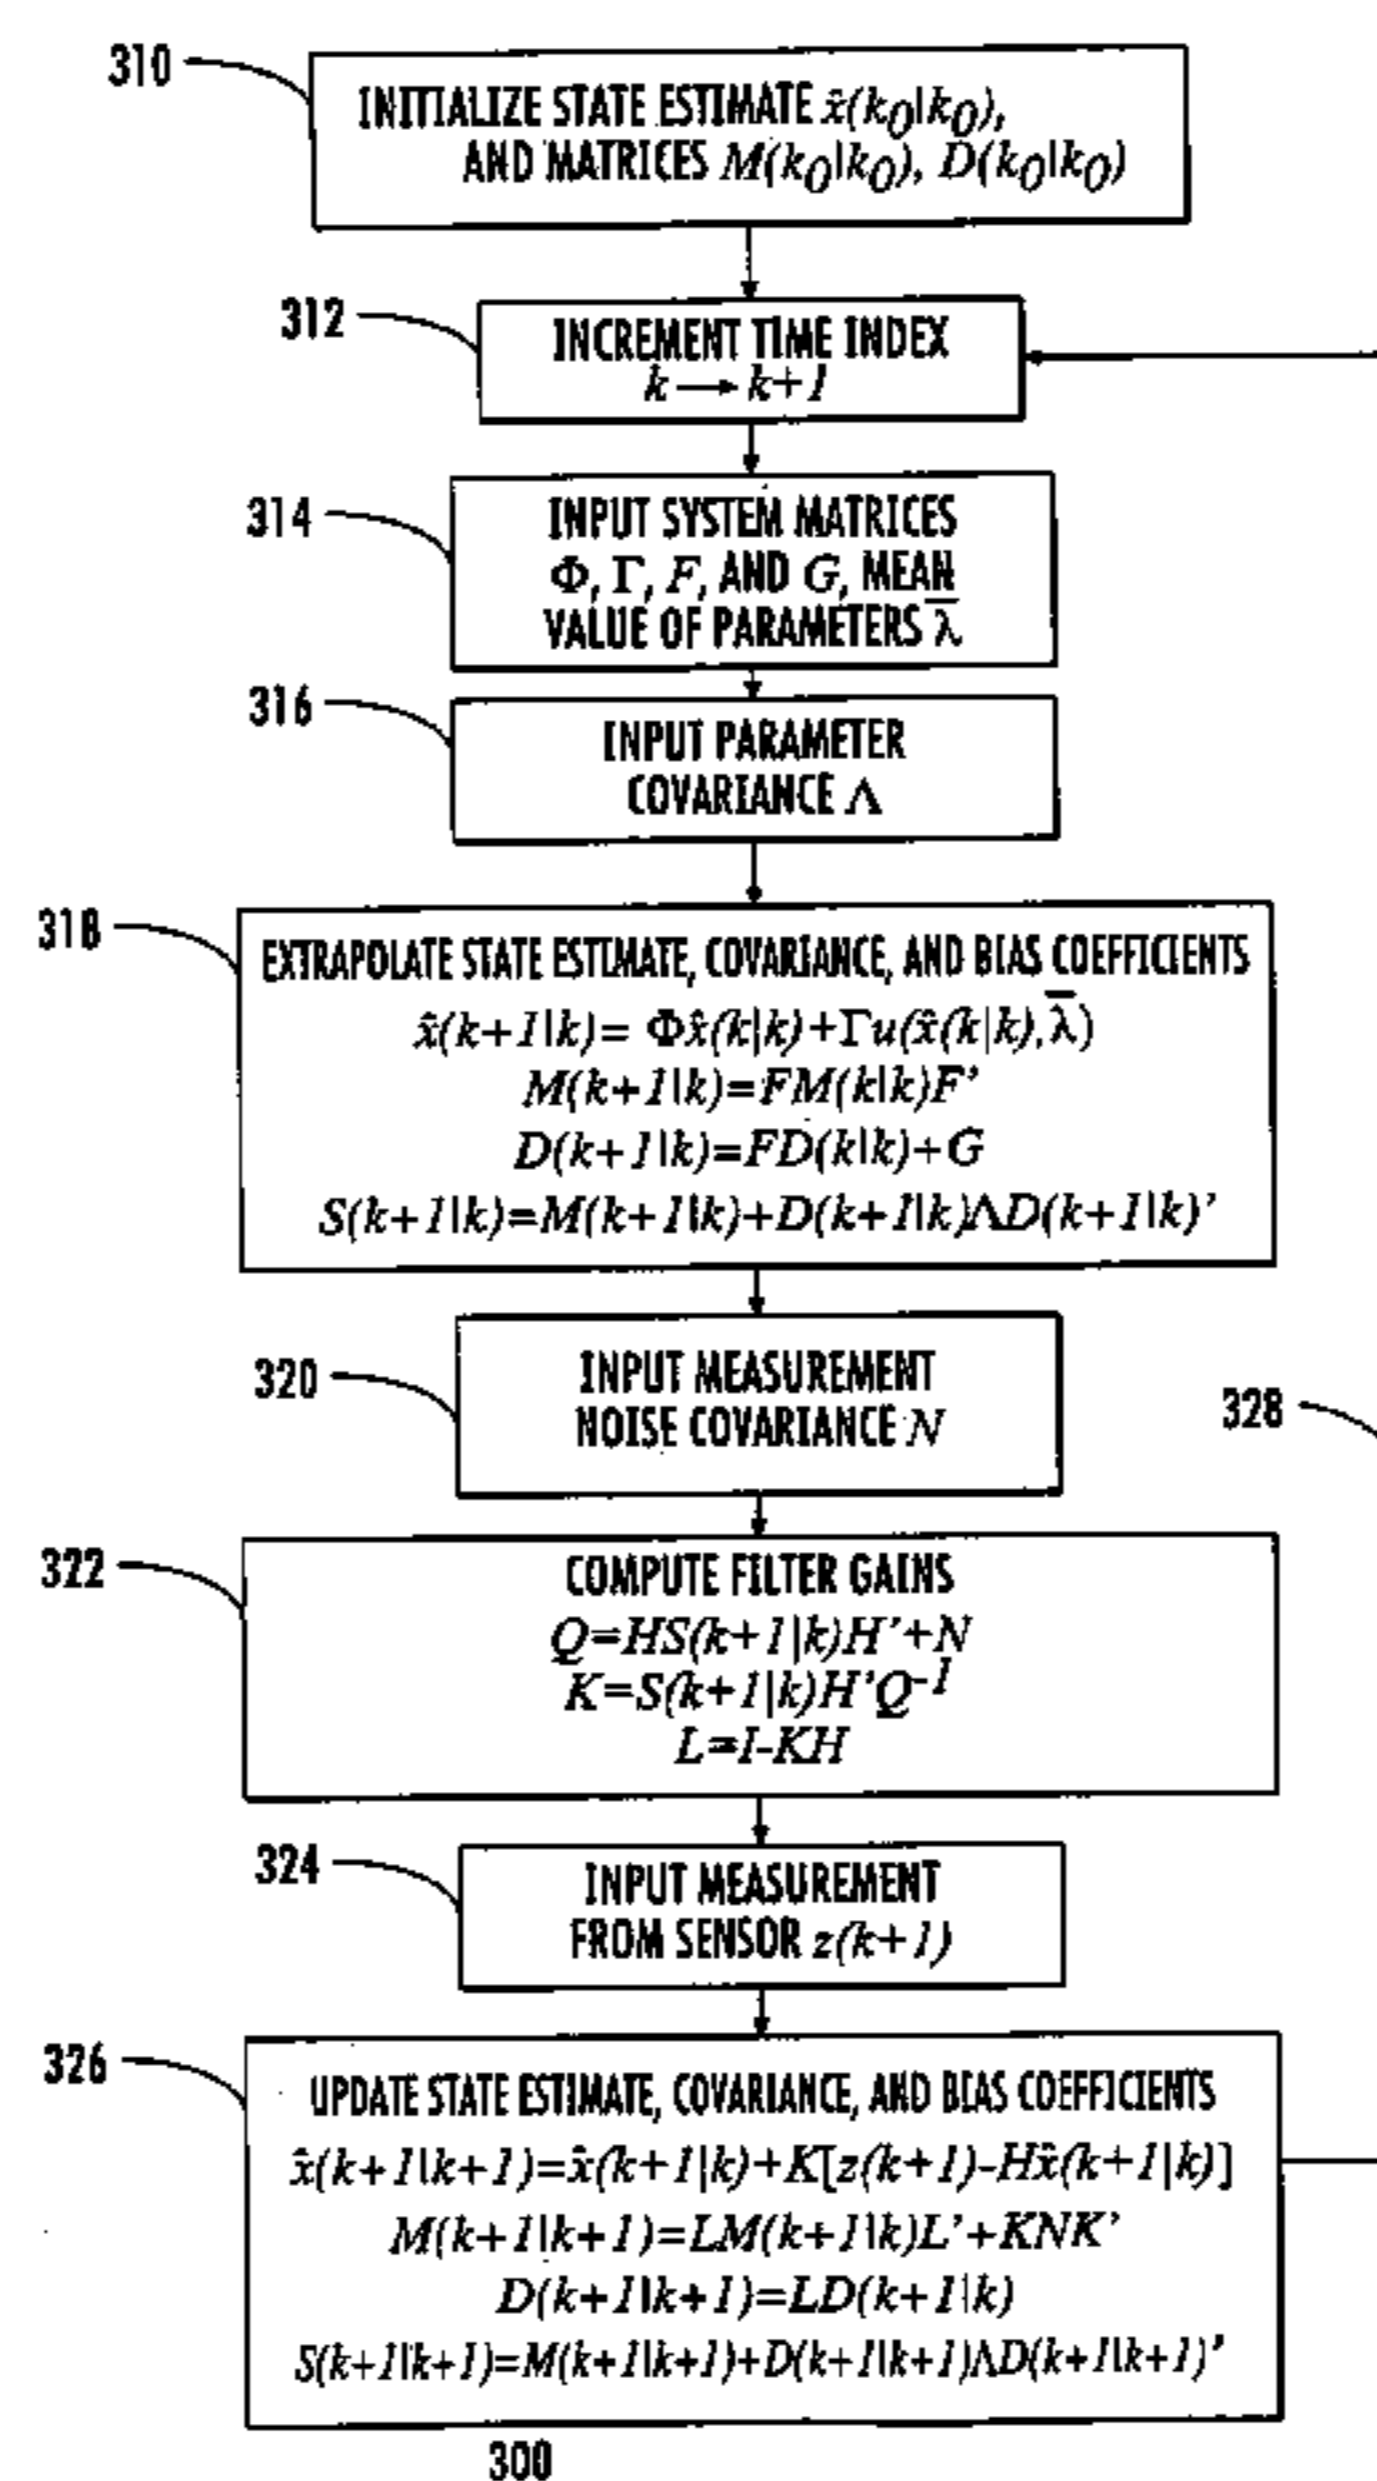 310
INITIALIZE STATE ESTIMATE x̂(k₀|k₀),
AND MATRICES M(k₀|k₀), D(k₀|k₀)
312
INCREMENT TIME INDEX
k → k+1
314
INPUT SYSTEM MATRICES
Φ, Γ, F, AND G, MEAN
VALUE OF PARAMETERS λ̄
316
INPUT PARAMETER
COVARIANCE Λ
318
EXTRAPOLATE STATE ESTIMATE, COVARIANCE, AND BIAS COEFFICIENTS
x̂(k+1|k)= Φx̂(k|k)+Γu(x̂(k|k),λ̄)
M(k+1|k)=FM(k|k)F'
D(k+1|k)=FD(k|k)+G
S(k+1|k)=M(k+1|k)+D(k+1|k)ΛD(k+1|k)'
320
INPUT MEASUREMENT
NOISE COVARIANCE N
328
322
COMPUTE FILTER GAINS
Q=HS(k+1|k)H'+N
K=S(k+1|k)H'Q⁻¹
L=I-KH
324
INPUT MEASUREMENT
FROM SENSOR z(k+1)
326
UPDATE STATE ESTIMATE, COVARIANCE, AND BIAS COEFFICIENTS
x̂(k+1|k+1)=x̂(k+1|k)+K[z(k+1)-Hx̂(k+1|k)]
M(k+1|k+1)=LM(k+1|k)L'+KNK'
D(k+1|k+1)=LD(k+1|k)
S(k+1|k+1)=M(k+1|k+1)+D(k+1|k+1)ΛD(k+1|k+1)'
300